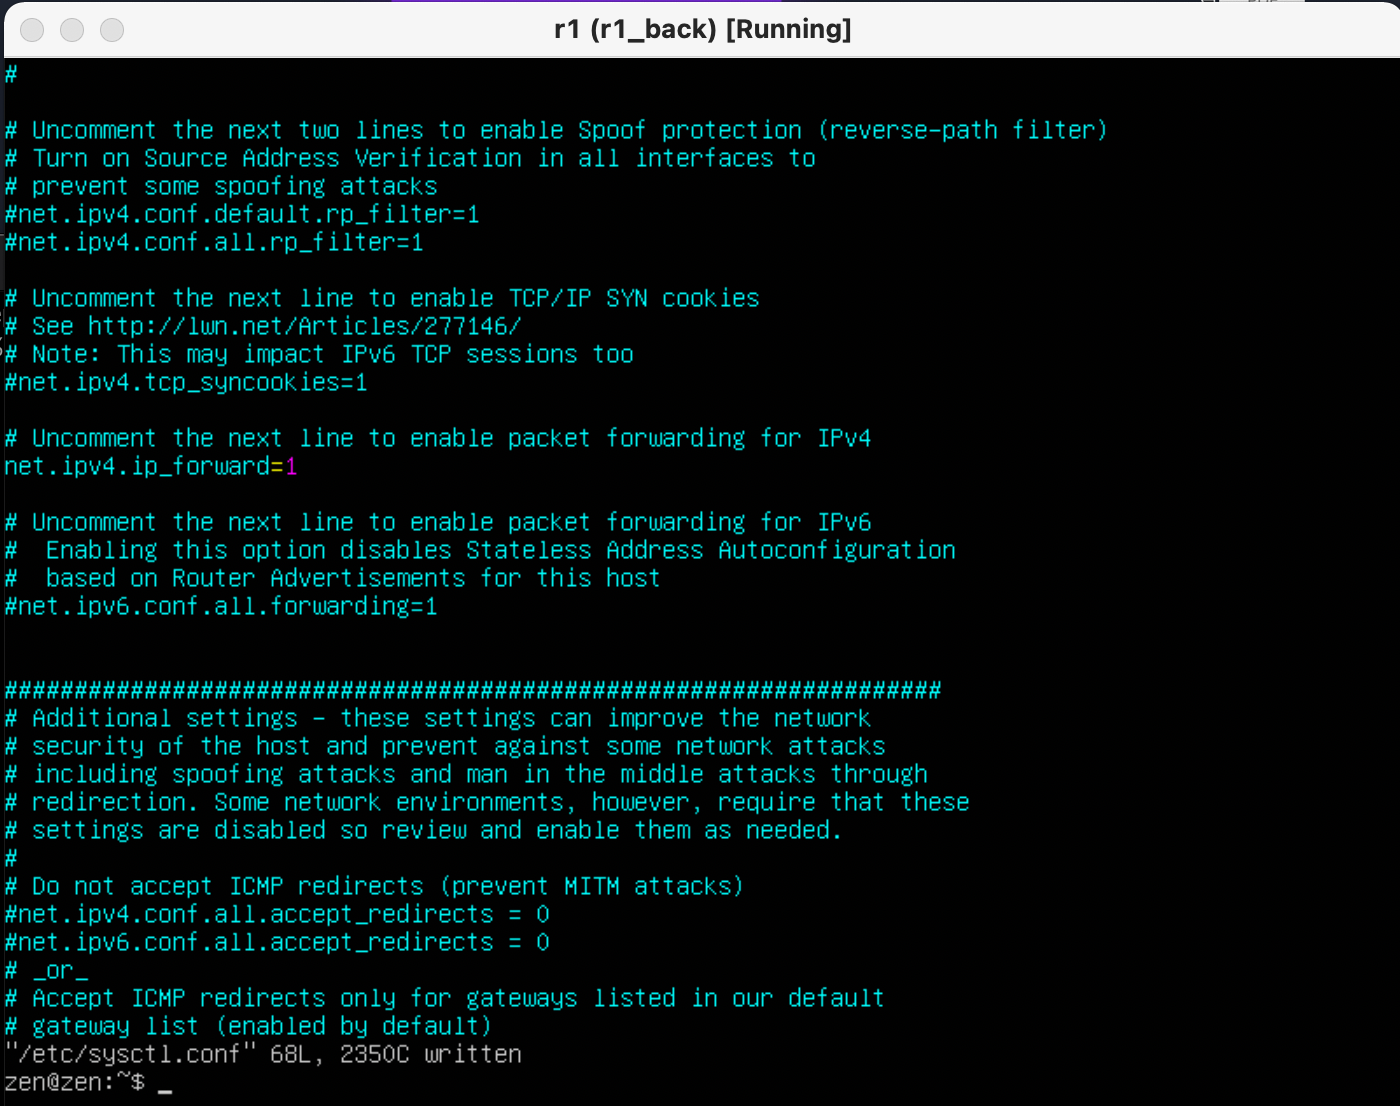 r1 (r1_back) [Running]
#
# Uncomment the next two lines to enable Spoof protection (reverse-path filter)
# Turn on Source Address Verification in all interfaces to
# prevent some spoofing attacks
#net.ipv4.conf.default.rp_filter=1
#net.ipv4.conf.all.rp_filter=1
# Uncomment the next line to enable TCP/IP SYN cookies
# See http://lwn.net/Articles/277146/
# Note: This may impact IPv6 TCP sessions too
#net.ipv4.tcp_syncookies=1
# Uncomment the next line to enable packet forwarding for IPv4
net.ipv4.ip_forward=1
# Uncomment the next line to enable packet forwarding for IPv6
#  Enabling this option disables Stateless Address Autoconfiguration
#  based on Router Advertisements for this host
#net.ipv6.conf.all.forwarding=1
###################################################################
# Additional settings - these settings can improve the network
# security of the host and prevent against some network attacks
# including spoofing attacks and man in the middle attacks through
# redirection. Some network environments, however, require that these
# settings are disabled so review and enable them as needed.
#
# Do not accept ICMP redirects (prevent MITM attacks)
#net.ipv4.conf.all.accept_redirects = 0
#net.ipv6.conf.all.accept_redirects = 0
# _or_
# Accept ICMP redirects only for gateways listed in our default
# gateway list (enabled by default)
"/etc/sysctl.conf" 68L, 2350C written
zen@zen:~$ _